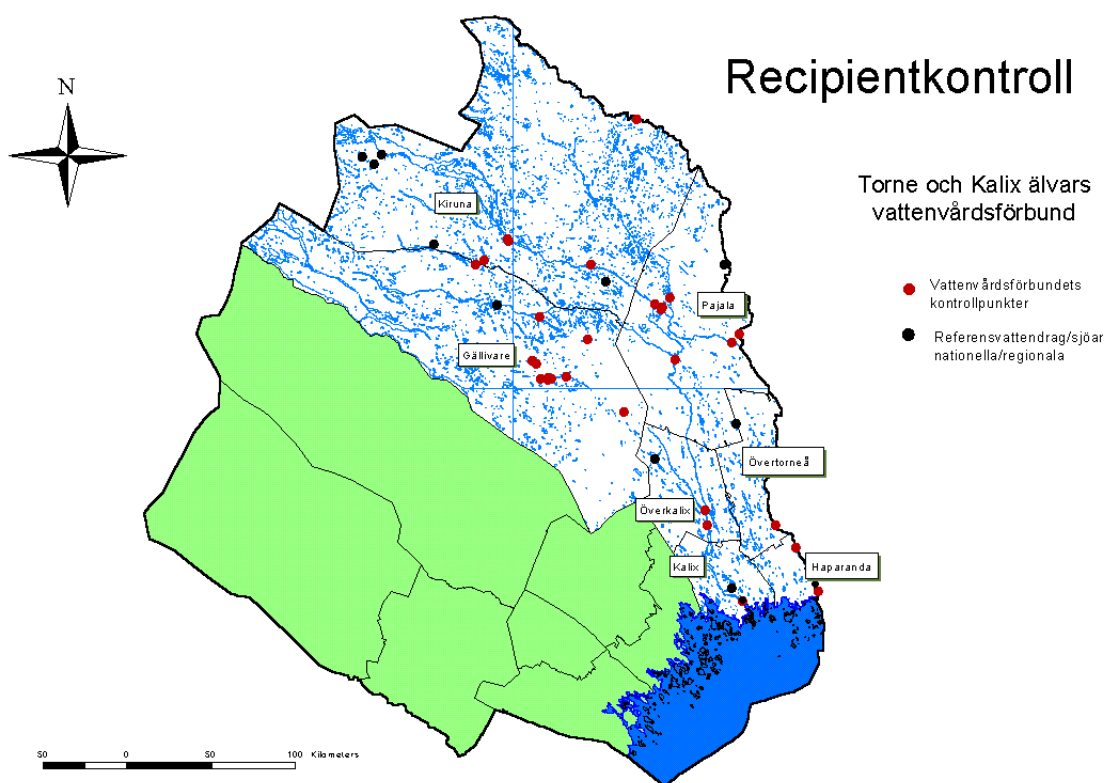 Recipientkontroll
N
Torne och Kalix älvars
vattenvårdsförbund
Kiruna
Vattenvårdsförbundets
kontrollpunkter
Pajala
Referensvattendrag/sjöar
nationella/regionala
Gällivare
Övertorneå
Överkalix
Kalix
Haparanda
50 0 50 100 Kilometers